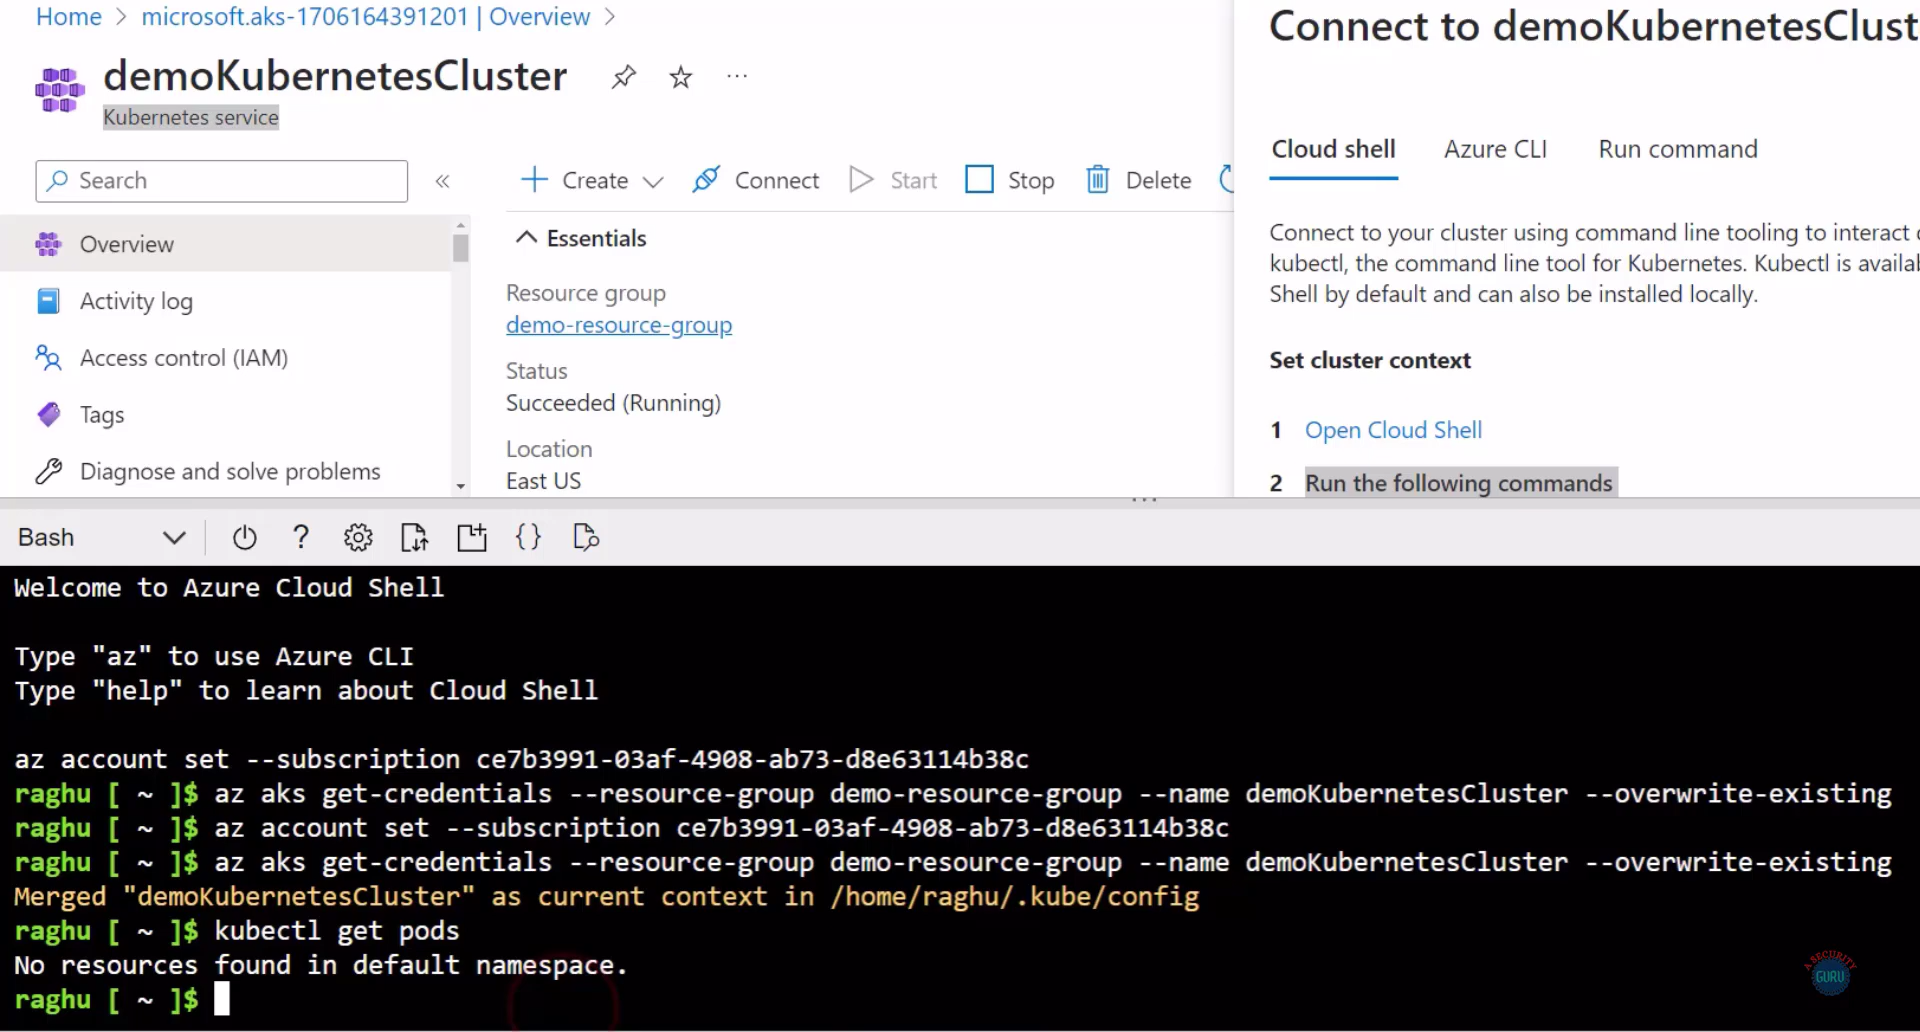 Home > microsoft.aks-1706164391201 | Overview >
demoKubernetesCluster
Kubernetes service
Search
Create
Connect
Start
Stop
Delete
Overview
Activity log
Access control (IAM)
Tags
Diagnose and solve problems
Essentials
Resource group
demo-resource-group
Status
Succeeded (Running)
Location
East US
Connect to demoKubernetesClust
Cloud shell
Azure CLI
Run command
Connect to your cluster using command line tooling to interact
kubectl, the command line tool for Kubernetes. Kubectl is availab
Shell by default and can also be installed locally.
Set cluster context
1 Open Cloud Shell
2 Run the following commands
Bash
Welcome to Azure Cloud Shell
Type "az" to use Azure CLI
Type "help" to learn about Cloud Shell
az account set --subscription ce7b3991-03af-4908-ab73-d8e63114b38c
raghu [ ~ ]$ az aks get-credentials --resource-group demo-resource-group --name demoKubernetesCluster --overwrite-existing
raghu [ ~ ]$ az account set --subscription ce7b3991-03af-4908-ab73-d8e63114b38c
raghu [ ~ ]$ az aks get-credentials --resource-group demo-resource-group --name demoKubernetesCluster --overwrite-existing
Merged "demoKubernetesCluster" as current context in /home/raghu/.kube/config
raghu [ ~ ]$ kubectl get pods
No resources found in default namespace.
raghu [ ~ ]$
A SECURITY
GURU